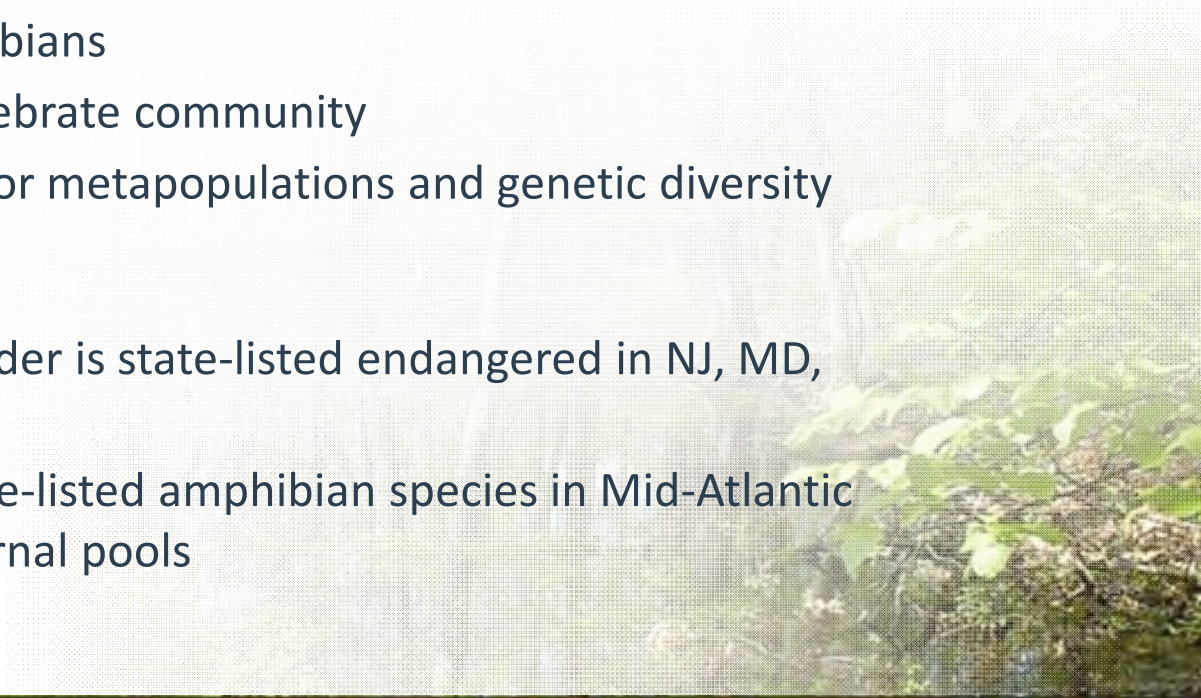 bians
ebrate community
or metapopulations and genetic diversity
der is state-listed endangered in NJ, MD,
e-listed amphibian species in Mid-Atlantic
rnal pools